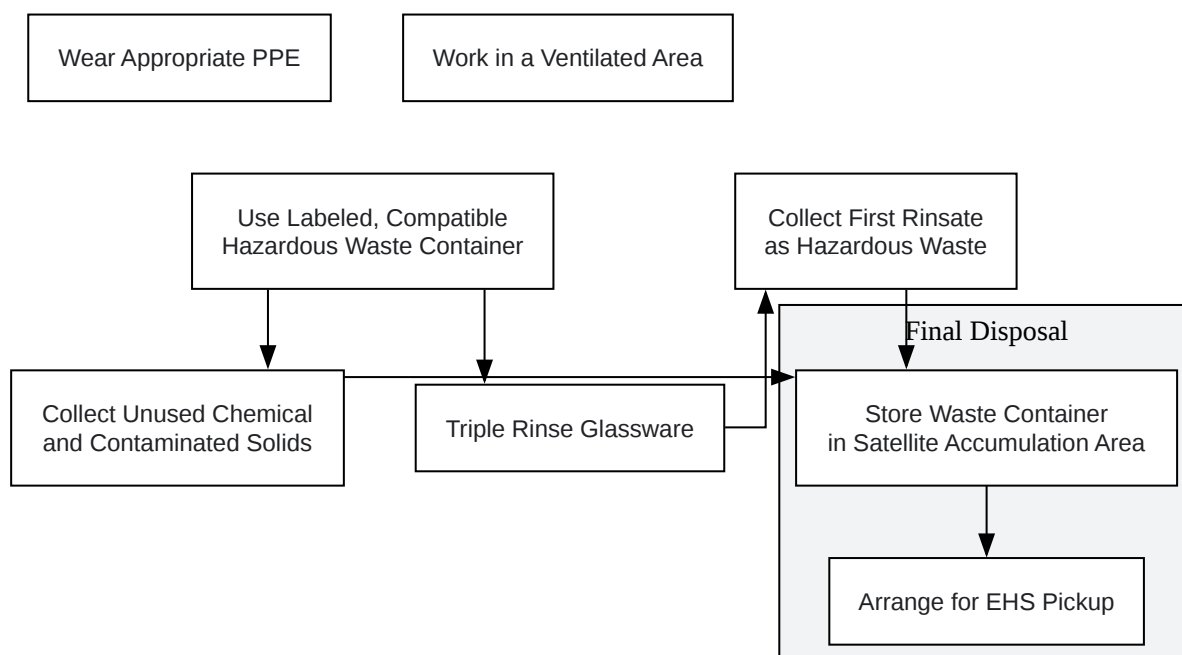 Wear Appropriate PPE
Work in a Ventilated Area
Use Labeled, Compatible
Hazardous Waste Container
Collect First Rinsate
as Hazardous Waste
Final Disposal
Collect Unused Chemical
and Contaminated Solids
Triple Rinse Glassware
Store Waste Container
in Satellite Accumulation Area
Arrange for EHS Pickup